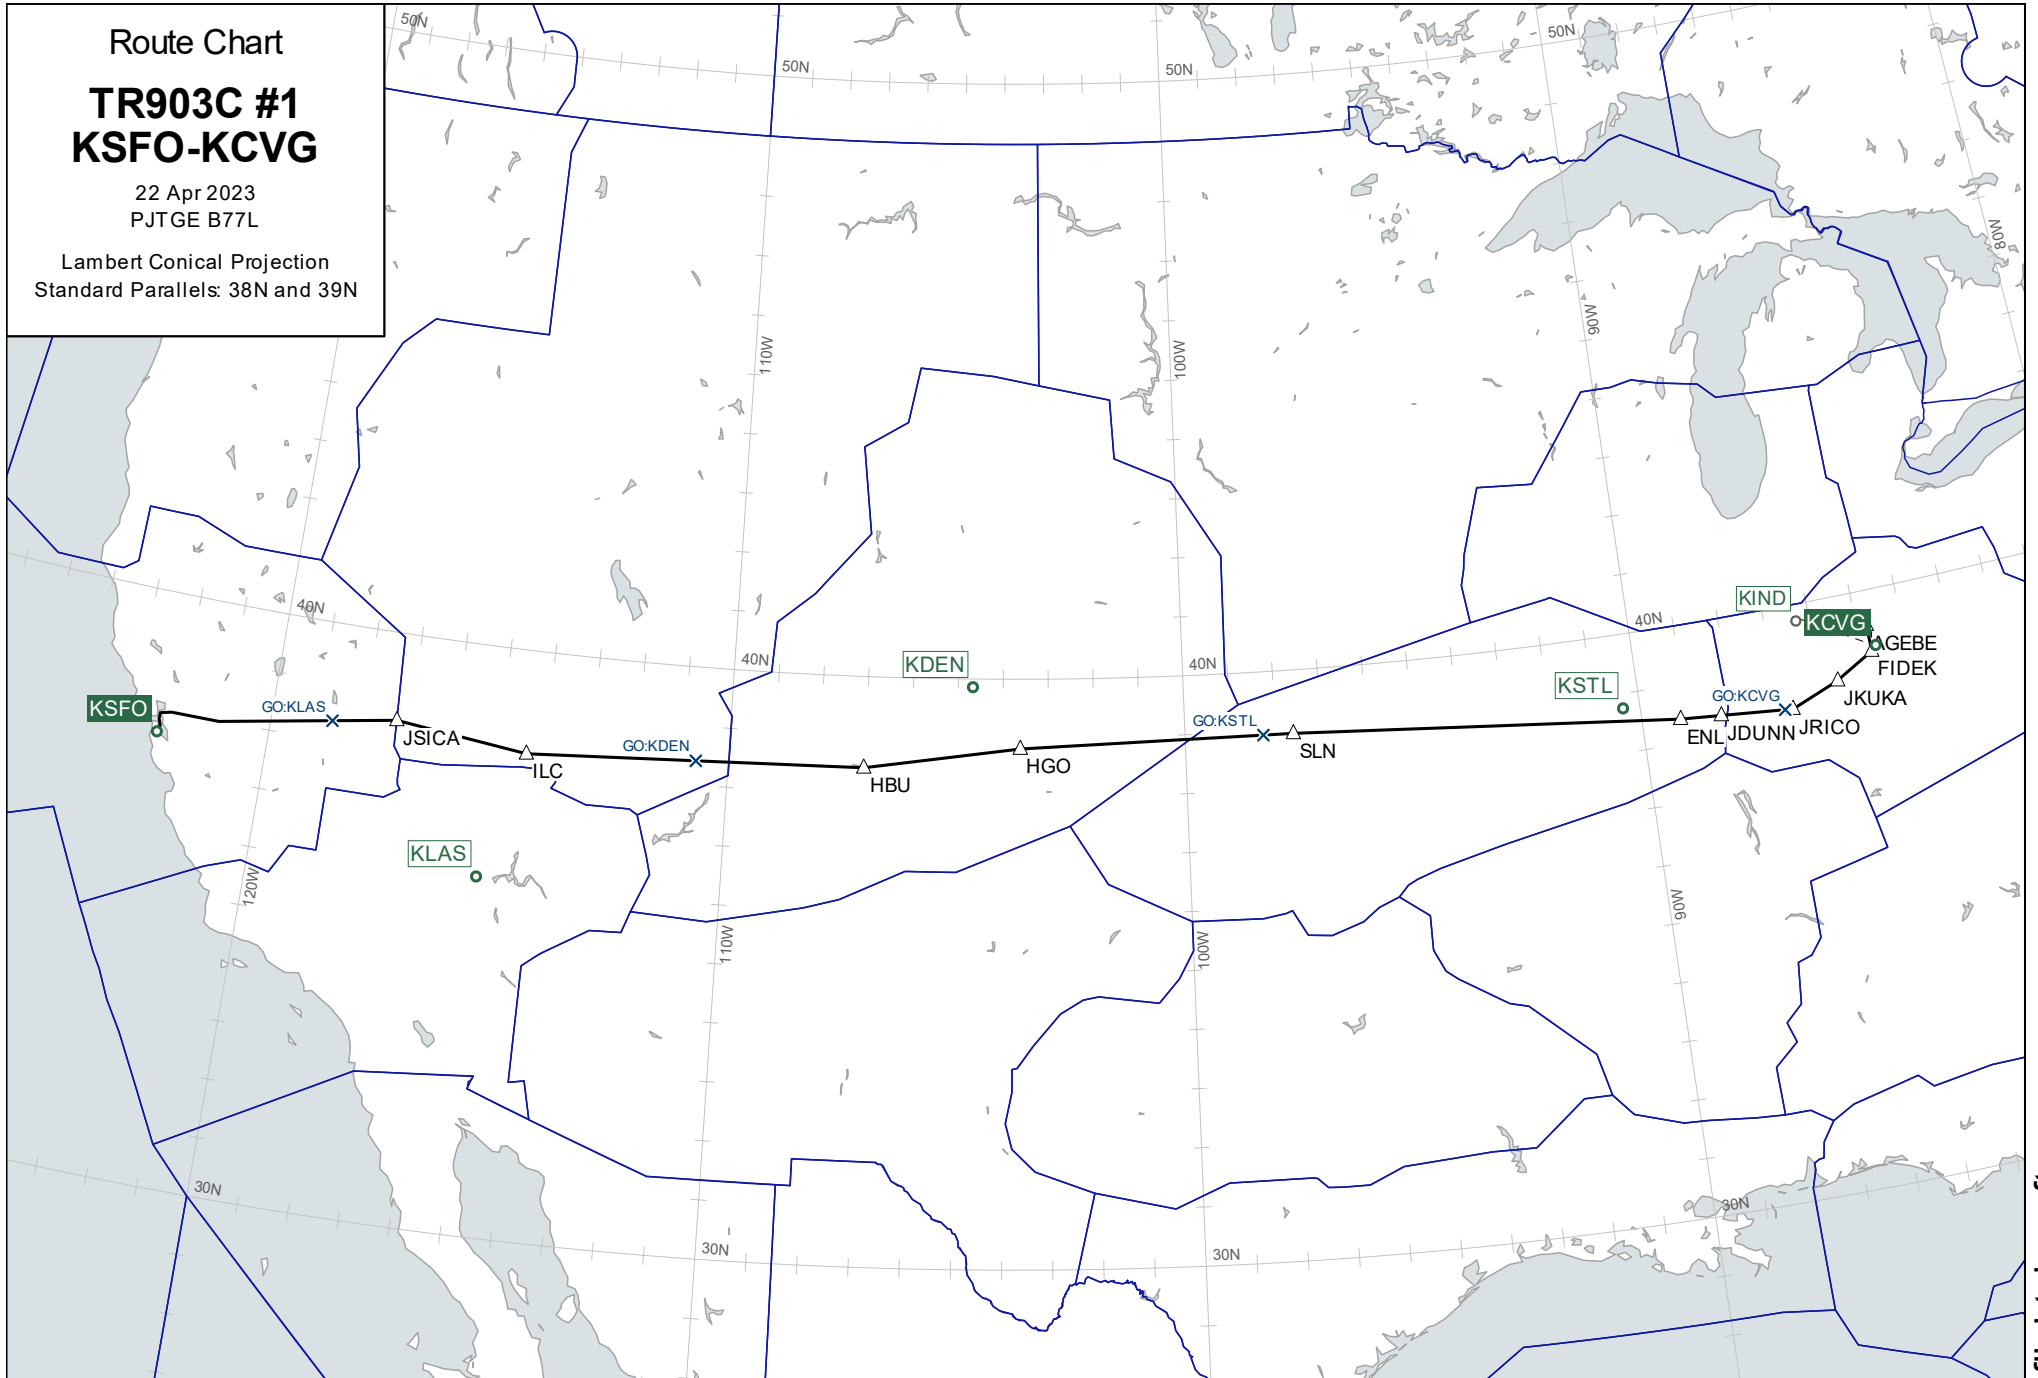 Route Chart
TR903C #1
KSFO-KCVG
22 Apr 2023
PJTGE B77L
Lambert Conical Projection
Standard Parallels: 38N and 39N
50N
50N
50N
50N
80W
110W
100W
90W
40N
40N
40N
40N
KIND
KCVG
AGEBE
FIDEK
KDEN
KSTL
KSFO
GO:KLAS
JSICA
ILC
GO:KDEN
HBU
HGO
GO:KSTL
SLN
ENL
GO:KCVG
JDUNN
JRICO
JKUKA
KLAS
120W
110W
100W
90W
30N
30N
30N
30N